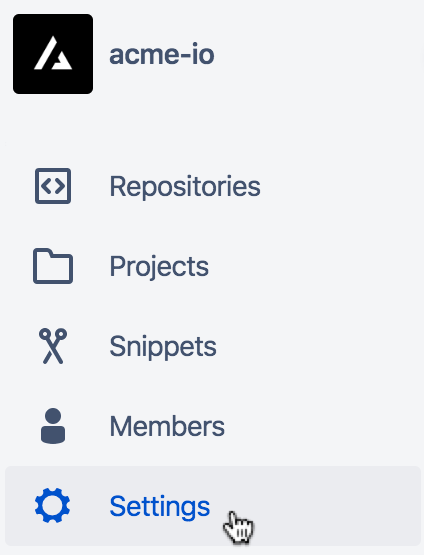 acme-io
Repositories
Projects
Snippets
Members
Settings